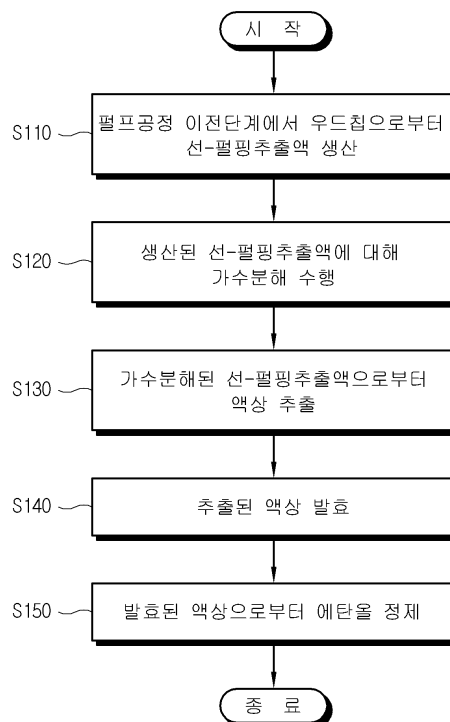 시 작
S110
펄프공정 이전단계에서 우드칩으로부터
선-펄핑추출액 생산
S120
생산된 선-펄핑추출액에 대해
가수분해 수행
S130
가수분해된 선-펄핑추출액으로부터
액상 추출
S140
추출된 액상 발효
S150
발효된 액상으로부터 에탄올 정제
종 료